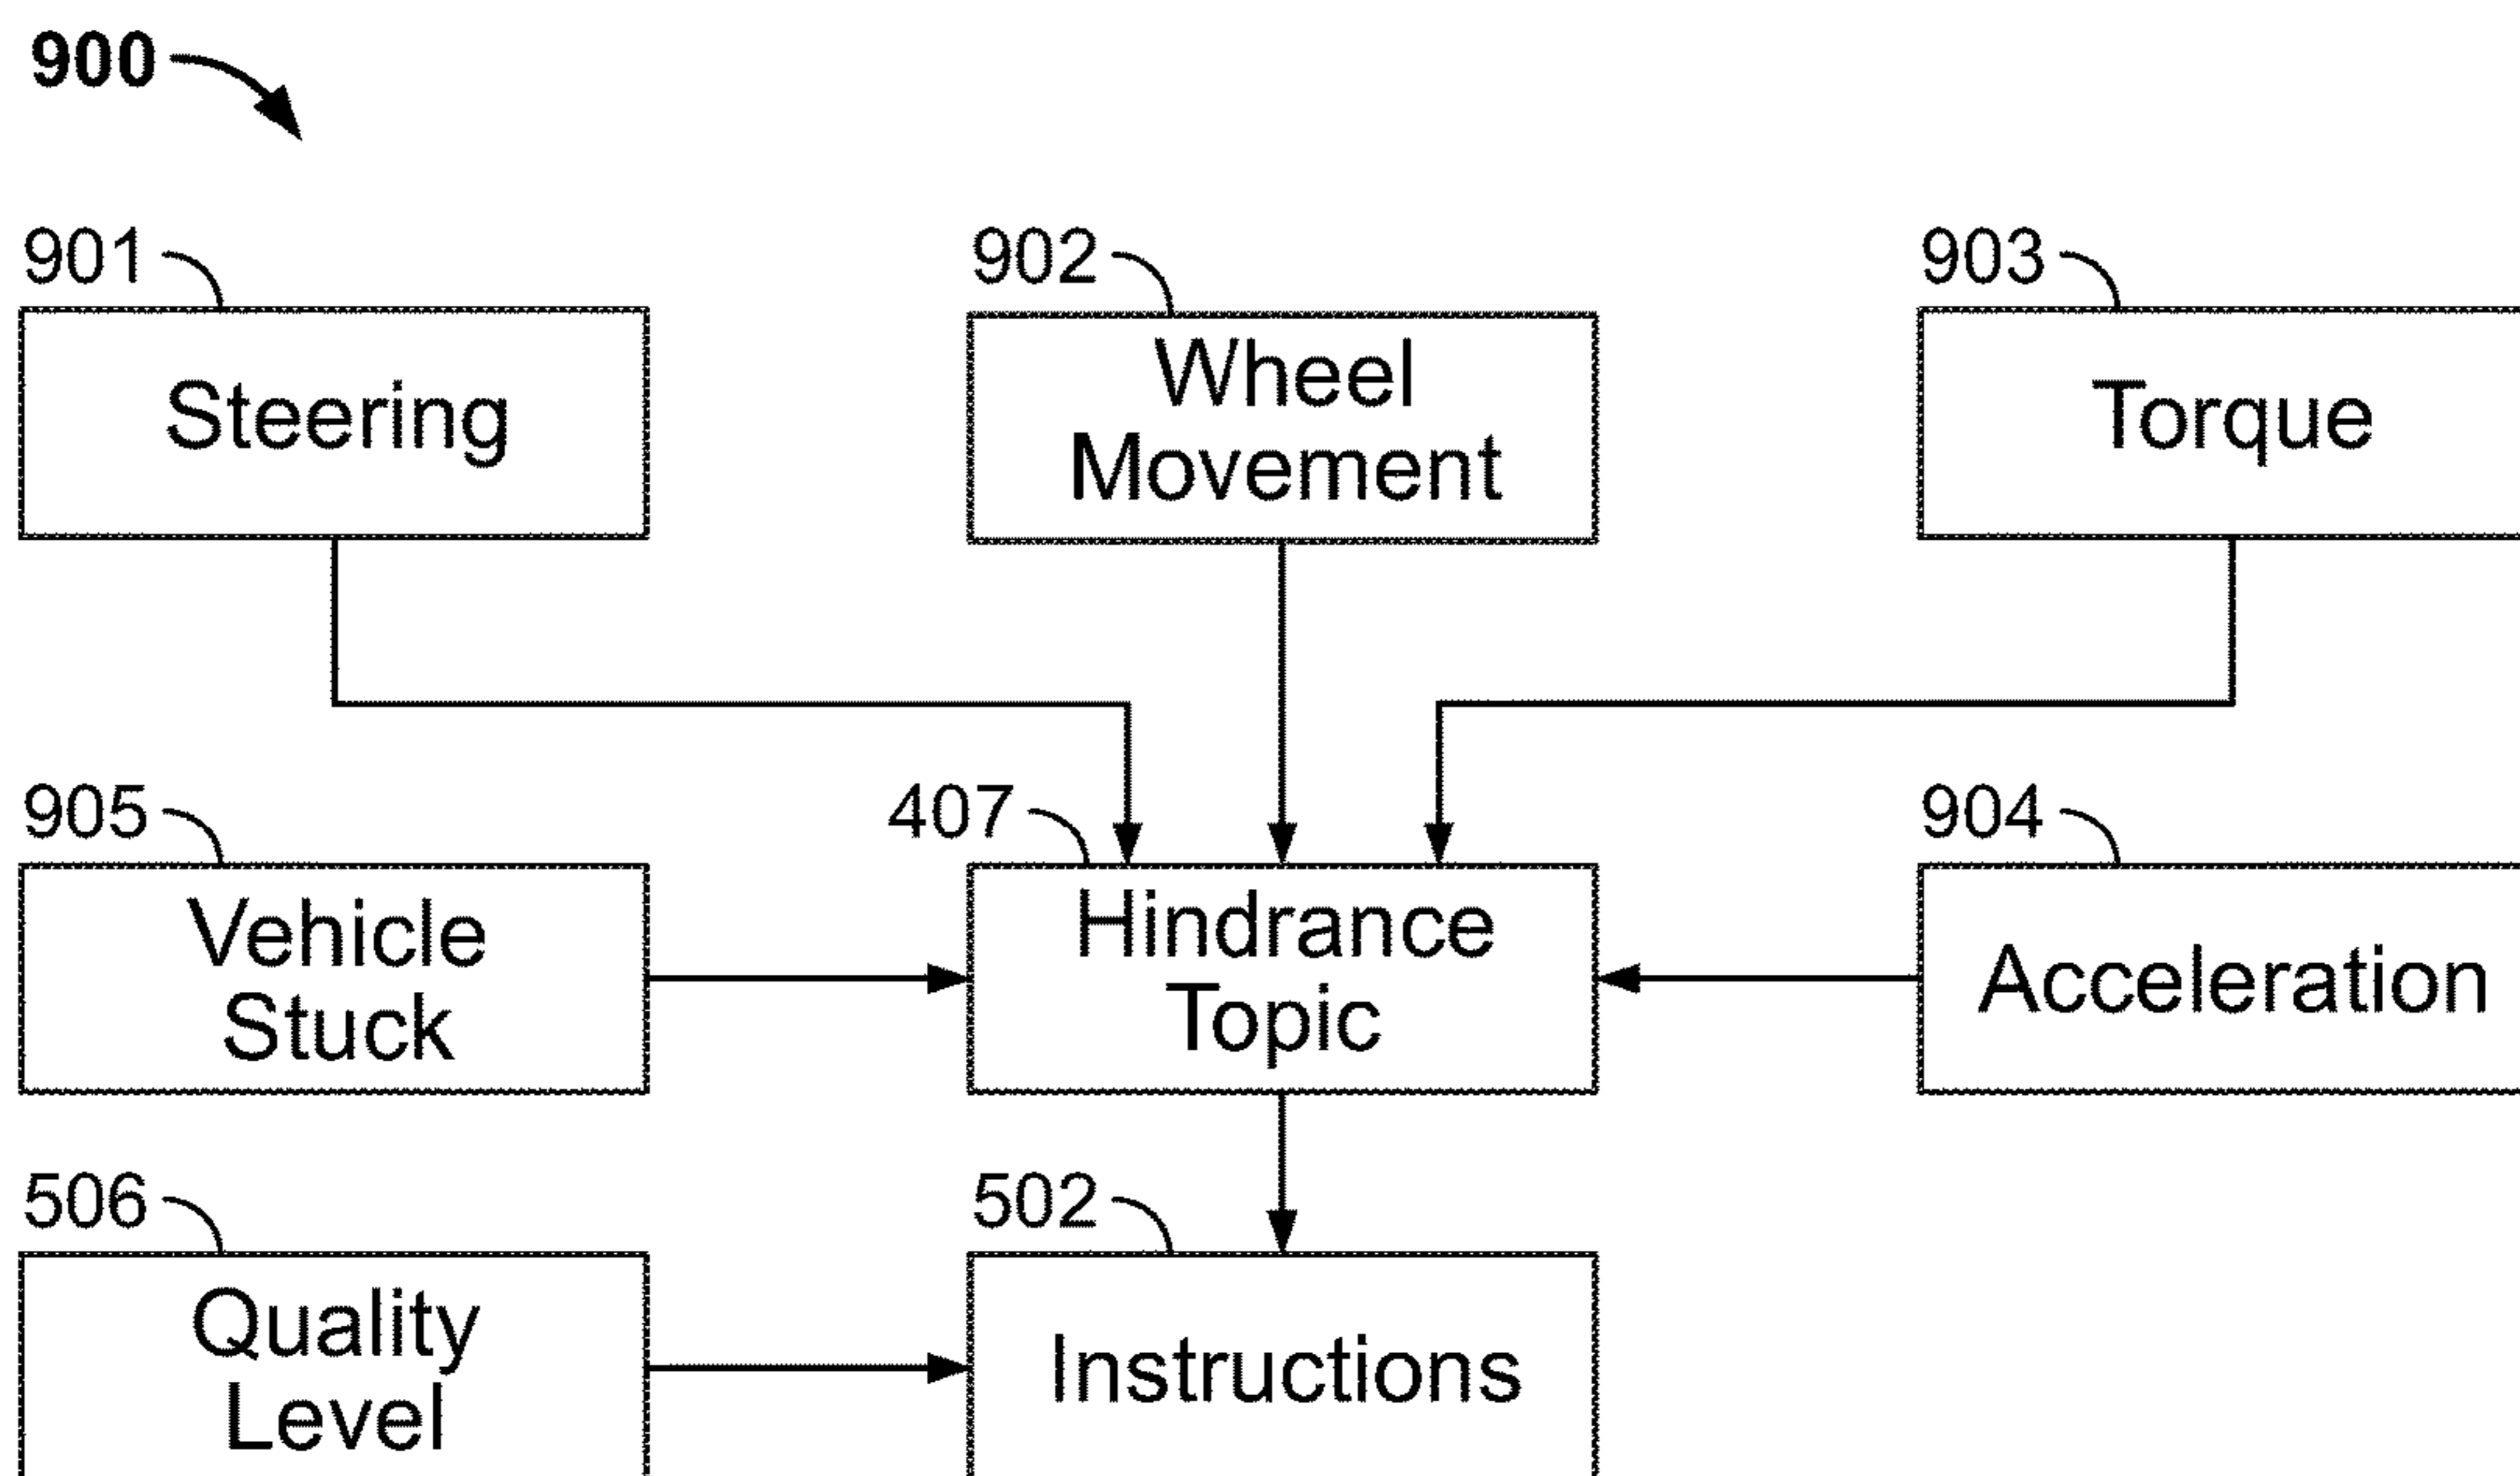 900
901
902
903
Steering
Wheel
Movement
Torque
905
407
904
Vehicle
Stuck
Hindrance
Topic
Acceleration
506
502
Quality
Level
Instructions